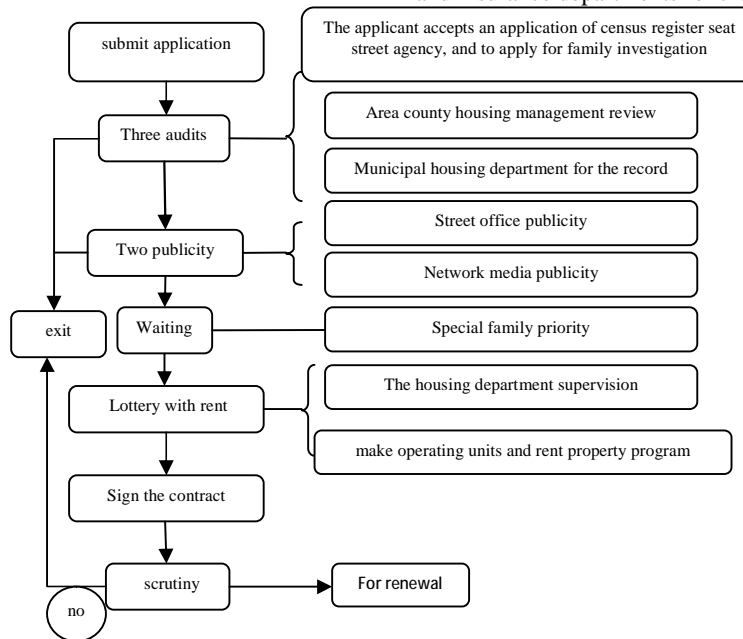 submit application
The applicant accepts an application of census register seat
street agency, and to apply for family investigation
Three audits
Area county housing management review
Municipal housing department for the record
Two publicity
Street office publicity
Network media publicity
exit
Waiting
Special family priority
Lottery with rent
The housing department supervision
make operating units and rent property program
Sign the contract
scrutiny
For renewal
no